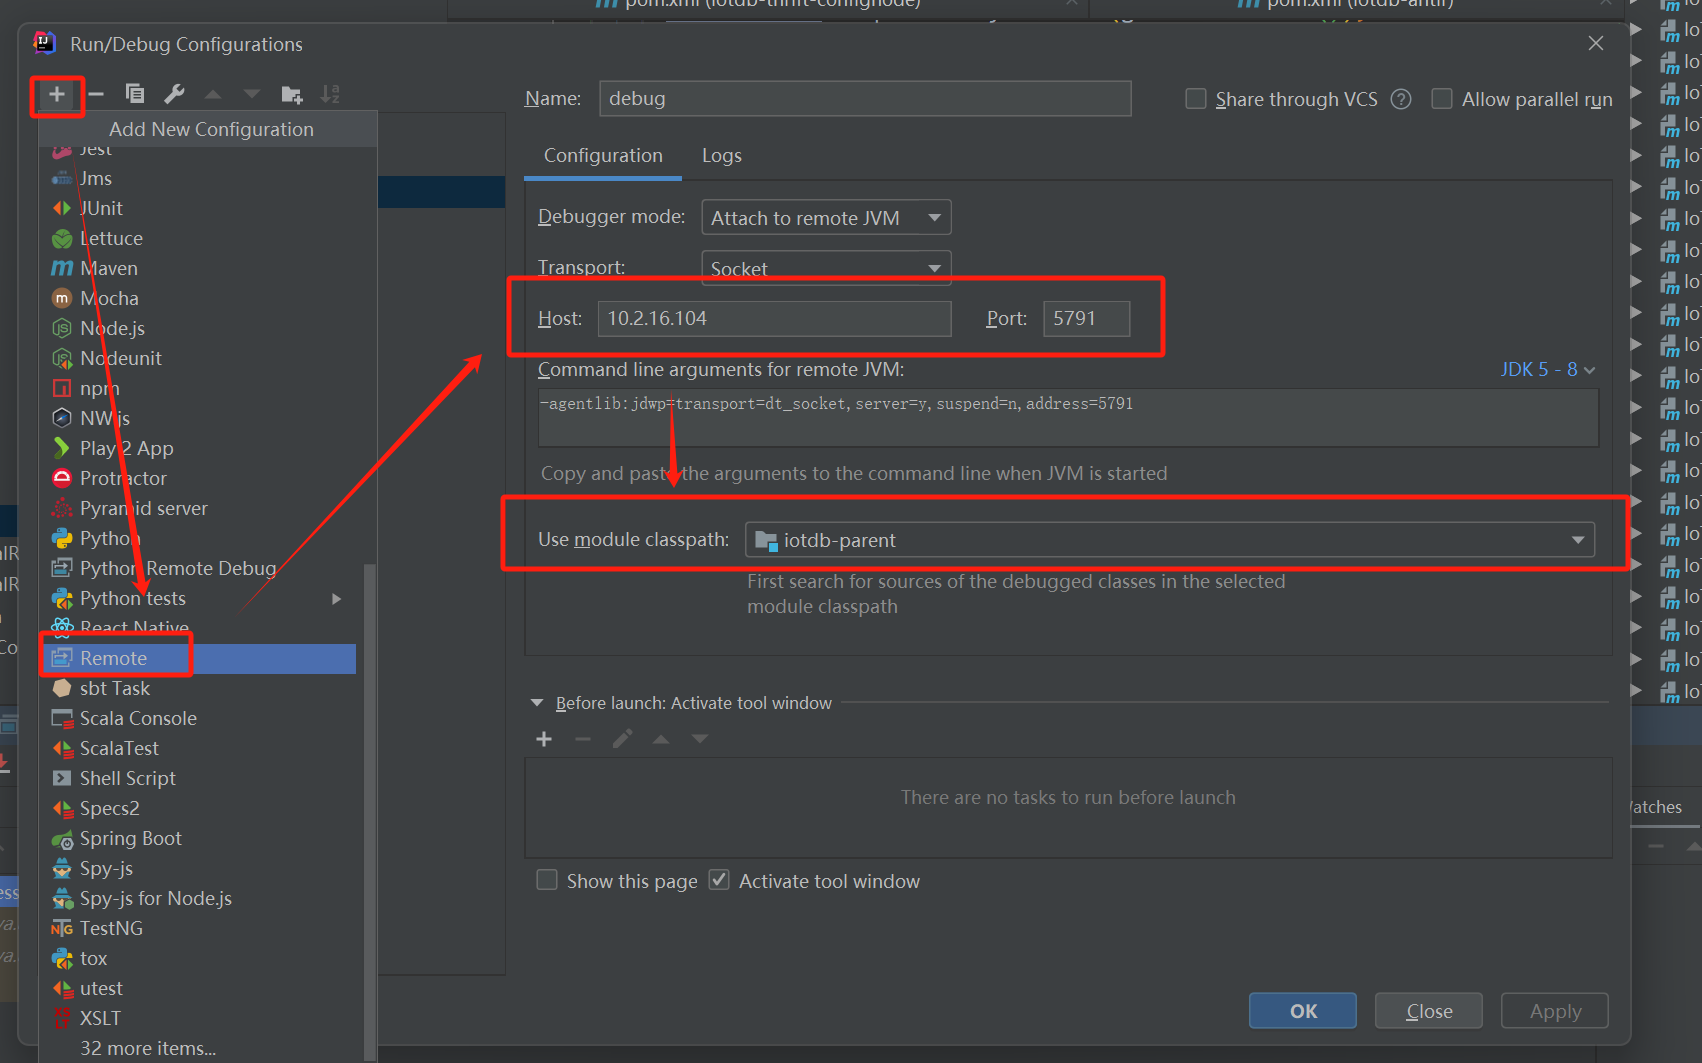 pom.xml (iotdb-thrift-confignode)
pom.xml (iotdb-antlr)
Run/Debug Configurations
Name:
debug
Share through VCS
Allow parallel run
Add New Configuration
Jest
Jms
JUnit
Lettuce
Maven
Mocha
Node.js
Nodeunit
npm
NW.js
Play 2 App
Protractor
Pyramid server
Python
Python Remote Debug
Python tests
React Native
Remote
sbt Task
Scala Console
ScalaTest
Shell Script
Specs2
Spring Boot
Spy-js
Spy-js for Node.js
TestNG
tox
utest
XSLT
32 more items...
Configuration
Logs
Debugger mode:
Attach to remote JVM
Transport:
Socket
Host:
10.2.16.104
Port:
5791
Command line arguments for remote JVM:
JDK 5 - 8
-agentlib:jdwp=transport=dt_socket,server=y,suspend=n,address=5791
Copy and paste the arguments to the command line when JVM is started
Use module classpath:
iotdb-parent
First search for sources of the debugged classes in the selected
module classpath
Before launch: Activate tool window
There are no tasks to run before launch
Show this page
Activate tool window
OK
Close
Apply